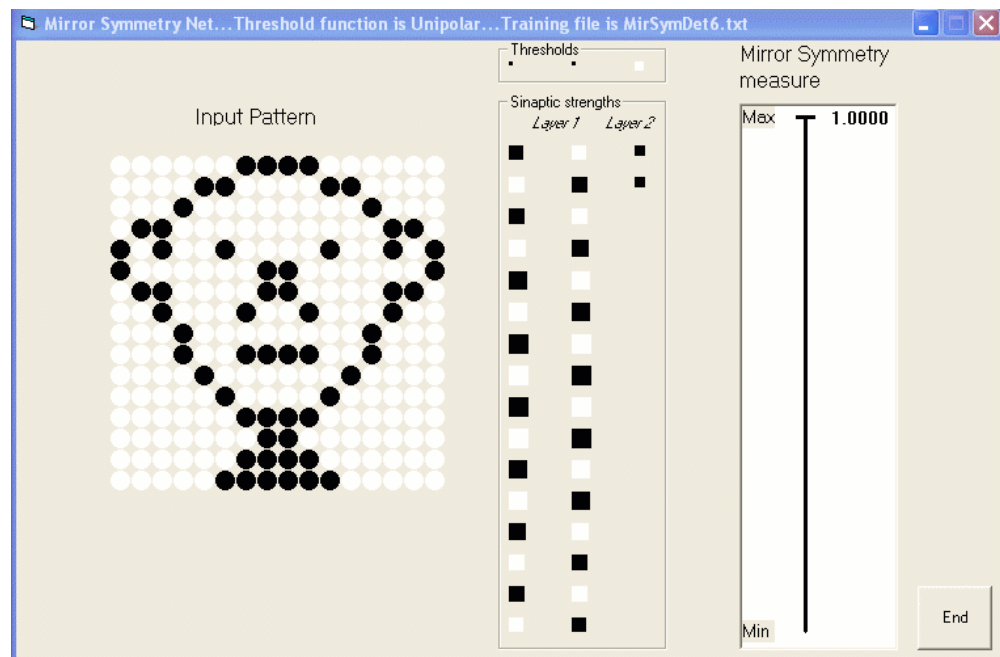 Mirror Symmetry Net...Threshold function is Unipolar...Training file is MirSymDet6.txt
Input Pattern
Thresholds
Sinaptic strengths
Layer 1 Layer 2
Mirror Symmetry
measure
Max 1.0000
Min
End